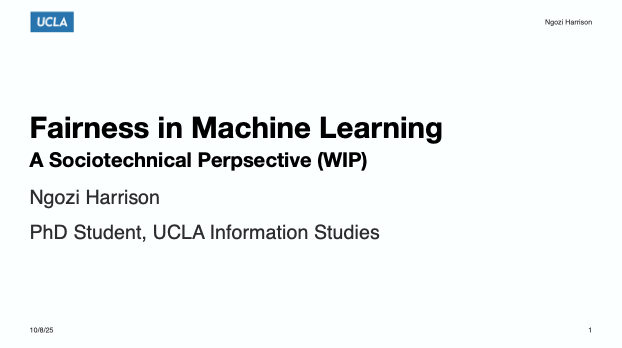 UCLA
Ngozi Harrison
Fairness in Machine Learning
A Sociotechnical Perpsective (WIP)
Ngozi Harrison
PhD Student, UCLA Information Studies
10/8/25
1